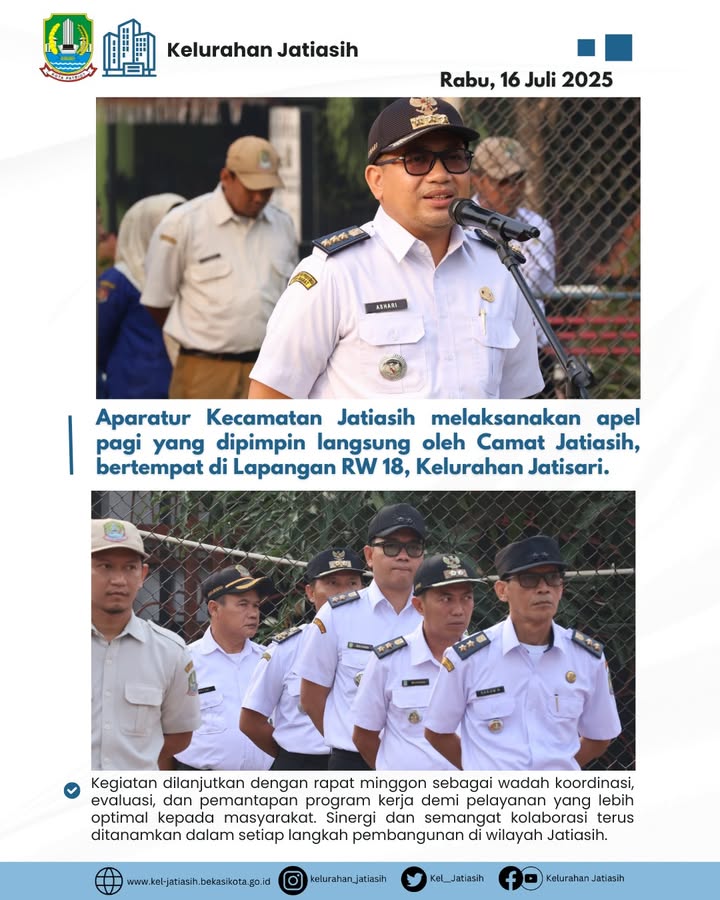 KOTA PATRIOT
Kelurahan Jatiasih
Rabu, 16 Juli 2025
ASHARI
Aparatur Kecamatan Jatiasih melaksanakan apel
pagi yang dipimpin langsung oleh Camat Jatiasih,
bertempat di Lapangan RW 18, Kelurahan Jatisari.
Kegiatan dilanjutkan dengan rapat minggon sebagai wadah koordinasi,
evaluasi, dan pemantapan program kerja demi pelayanan yang lebih
optimal kepada masyarakat. Sinergi dan semangat kolaborasi terus
ditanamkan dalam setiap langkah pembangunan di wilayah Jatiasih.
www.kel-jatiasih.bekasikota.go.id
kelurahan_jatiasih
Kel__Jatiasih
Kelurahan Jatiasih